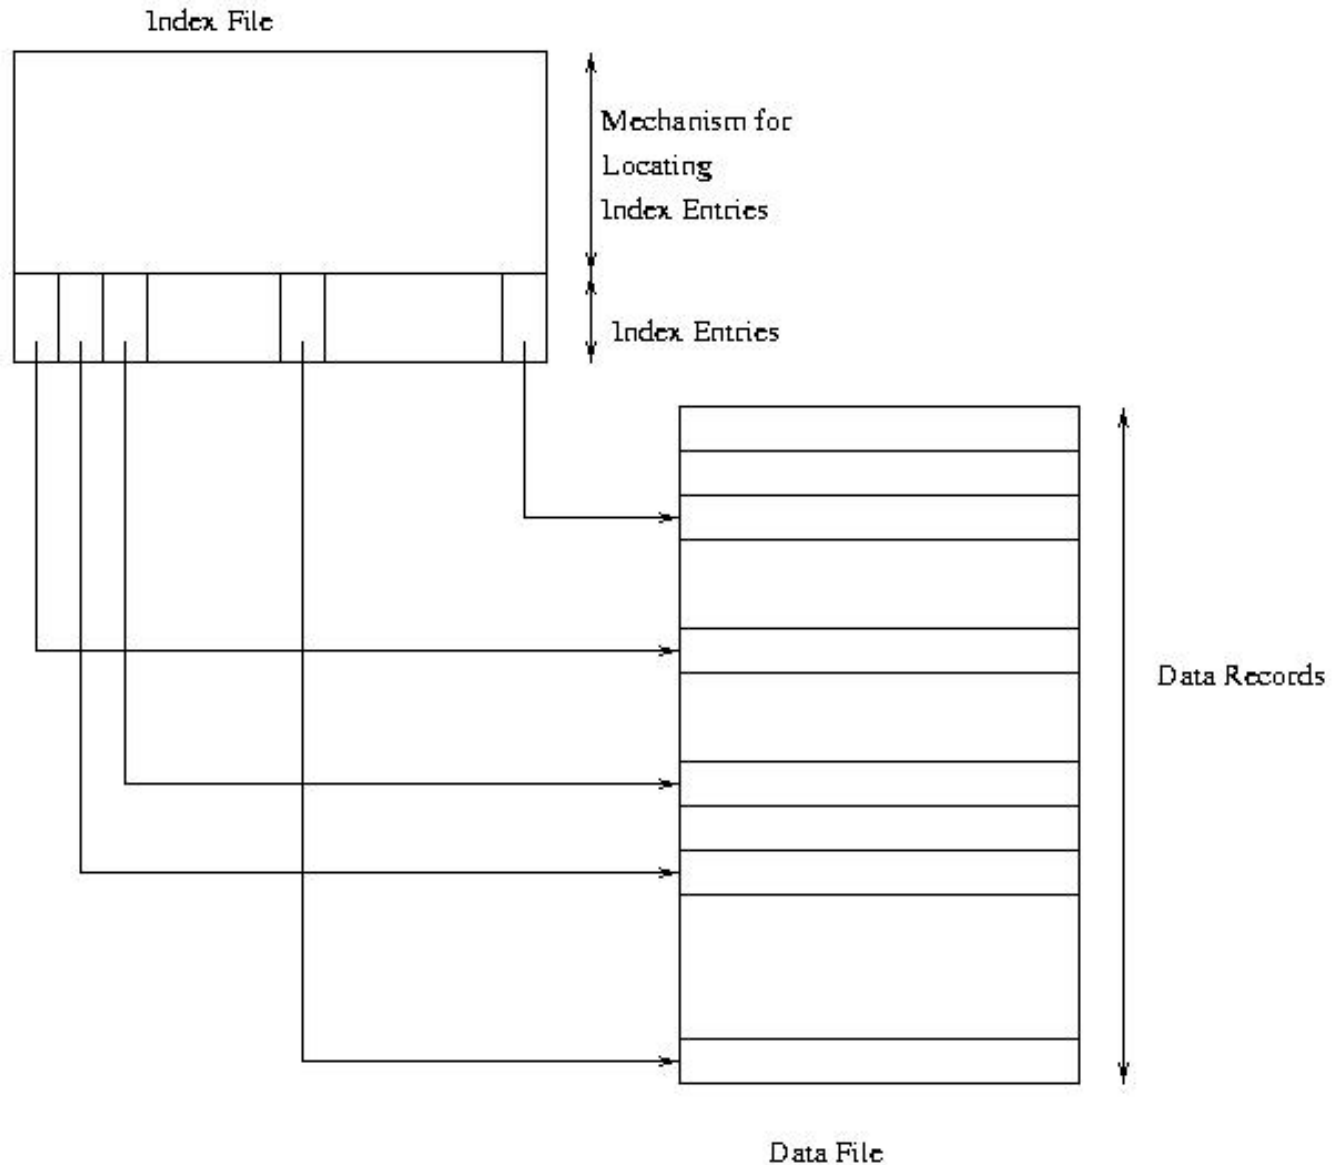 Index File
Mechanism for
Locating
Index Entries
Index Entries
Data Records
Data File